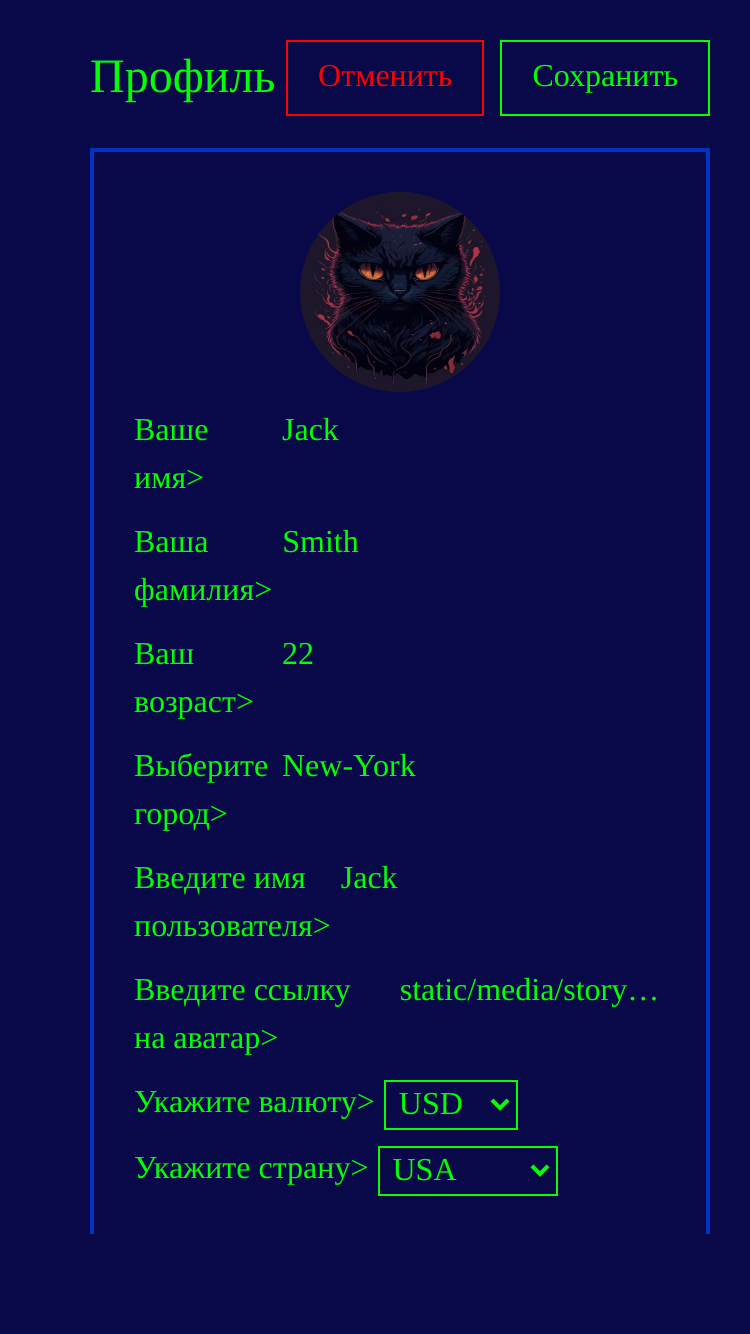 Профиль Отменить Сохранить
Ваше Jack
имя>
Ваша Smith
фамилия>
Ваш 22
возраст>
Выберите New-York
город>
Введите имя Jack
пользователя>
Введите ссылку static/media/story…
на аватар>
Укажите валюту> USD
Укажите страну> USA